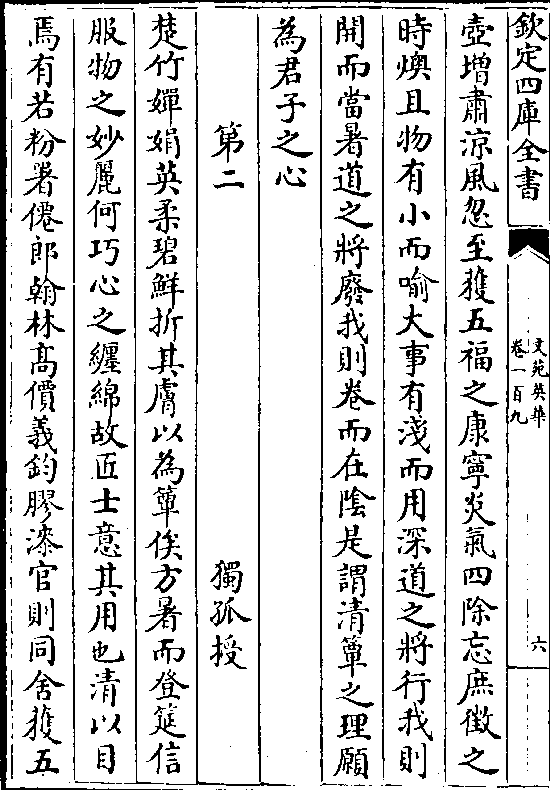 欽定四庫全書
文苑英華
卷一百九
六
壺增肅涼風忽至獲五福之康寧炎氣四除忘庶徵之
時燠且物有小而喻大事有淺而用深道之將行我則
開而當暑道之將廢我則卷而在陰是謂清簟之理願
為君子之心
第二
獨孤授
楚竹嬋娟英柔碧鮮折其膚以為簟俟方暑而登筵信
服物之妙麗何巧心之纏綿故匠士意其用也清以目
焉有若粉署僊郎翰林髙價義鈞膠漆官則同舍獲五